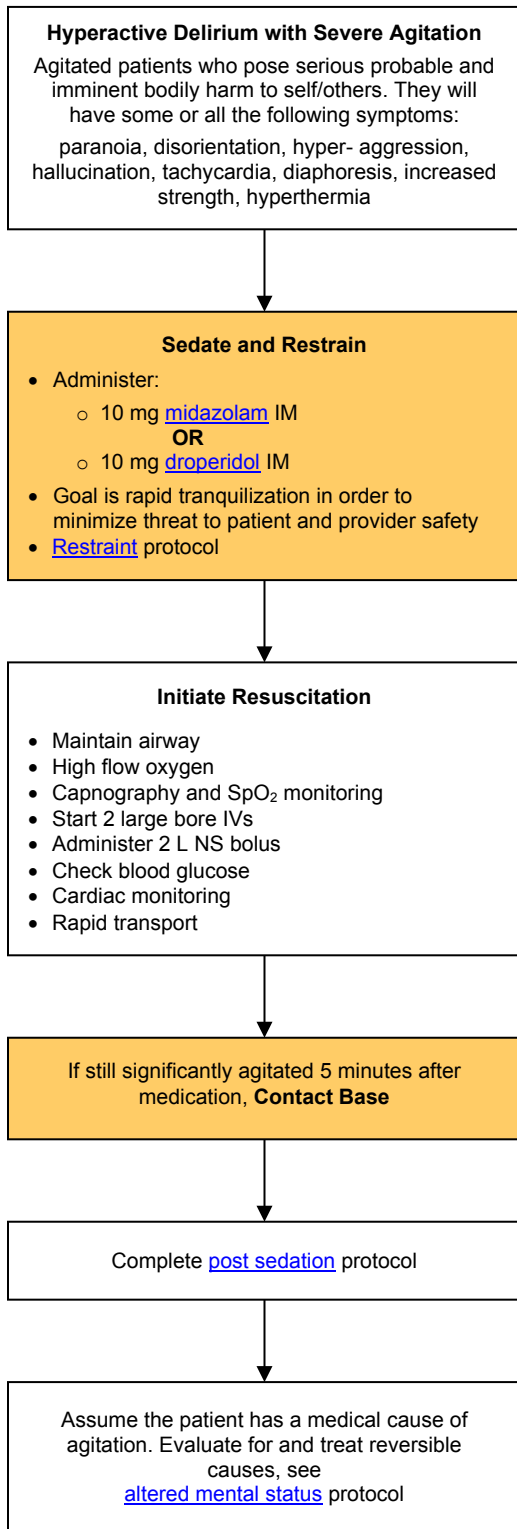 Hyperactive Delirium with Severe Agitation
Agitated patients who pose serious probable and
imminent bodily harm to self/others. They will
have some or all the following symptoms:
paranoia, disorientation, hyper- aggression,
hallucination, tachycardia, diaphoresis, increased
strength, hyperthermia
Sedate and Restrain
• Administer:
o 10 mg midazolam IM
OR
o 10 mg droperidol IM
• Goal is rapid tranquilization in order to
minimize threat to patient and provider safety
• Restraint protocol
Initiate Resuscitation
• Maintain airway
• High flow oxygen
• Capnography and SpO₂ monitoring
• Start 2 large bore IVs
• Administer 2 L NS bolus
• Check blood glucose
• Cardiac monitoring
• Rapid transport
If still significantly agitated 5 minutes after
medication, Contact Base
Complete post sedation protocol
Assume the patient has a medical cause of
agitation. Evaluate for and treat reversible
causes, see
altered mental status protocol